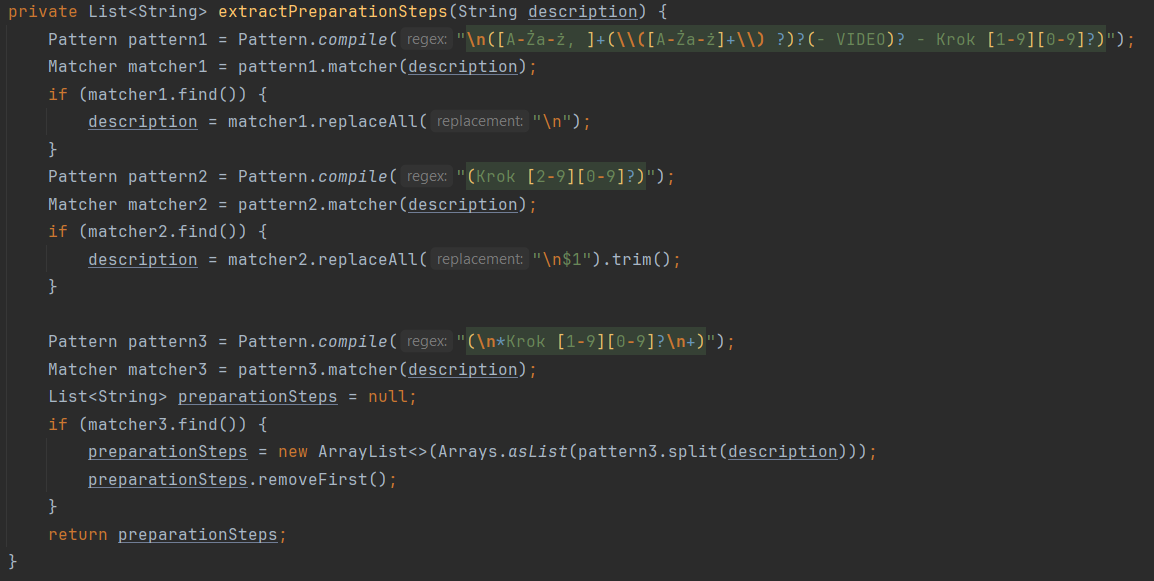 private List<String> extractPreparationSteps(String description) {
    Pattern pattern1 = Pattern.compile( regex: "\n([A-Ża-ż, ]+(\\([A-Ża-ż]+\\) ?)?(- VIDEO)? - Krok [1-9][0-9]?)");
    Matcher matcher1 = pattern1.matcher(description);
    if (matcher1.find()) {
        description = matcher1.replaceAll( replacement: "\n");
    }
    Pattern pattern2 = Pattern.compile( regex: "(Krok [2-9][0-9]?)");
    Matcher matcher2 = pattern2.matcher(description);
    if (matcher2.find()) {
        description = matcher2.replaceAll( replacement: "\n$1").trim();
    }
    Pattern pattern3 = Pattern.compile( regex: "(\n*Krok [1-9][0-9]?\n+)");
    Matcher matcher3 = pattern3.matcher(description);
    List<String> preparationSteps = null;
    if (matcher3.find()) {
        preparationSteps = new ArrayList<>(Arrays.asList(pattern3.split(description)));
        preparationSteps.removeFirst();
    }
    return preparationSteps;
}